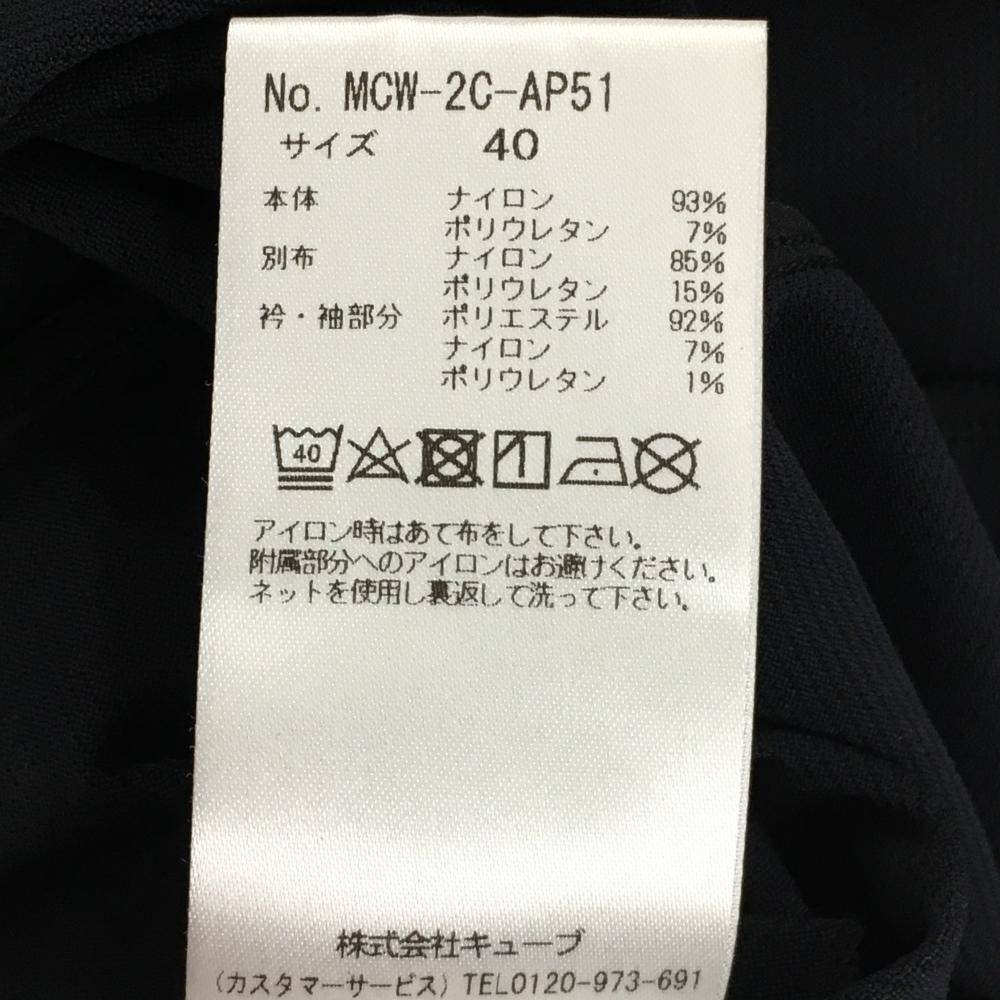 No. MCW-2C-AP51
サイズ 40
本体 ナイロン 93%
ポリウレタン 7%
別布 ナイロン 85%
ポリウレタン 15%
衿・袖部分 ポリエステル 92%
ナイロン 7%
ポリウレタン 1%
40
アイロン時はあて布をして下さい。
附属部分へのアイロンはお避けください。
ネットを使用し裏返して洗って下さい。
株式会社キューブ
(カスタマーサービス) TEL0120-973-691